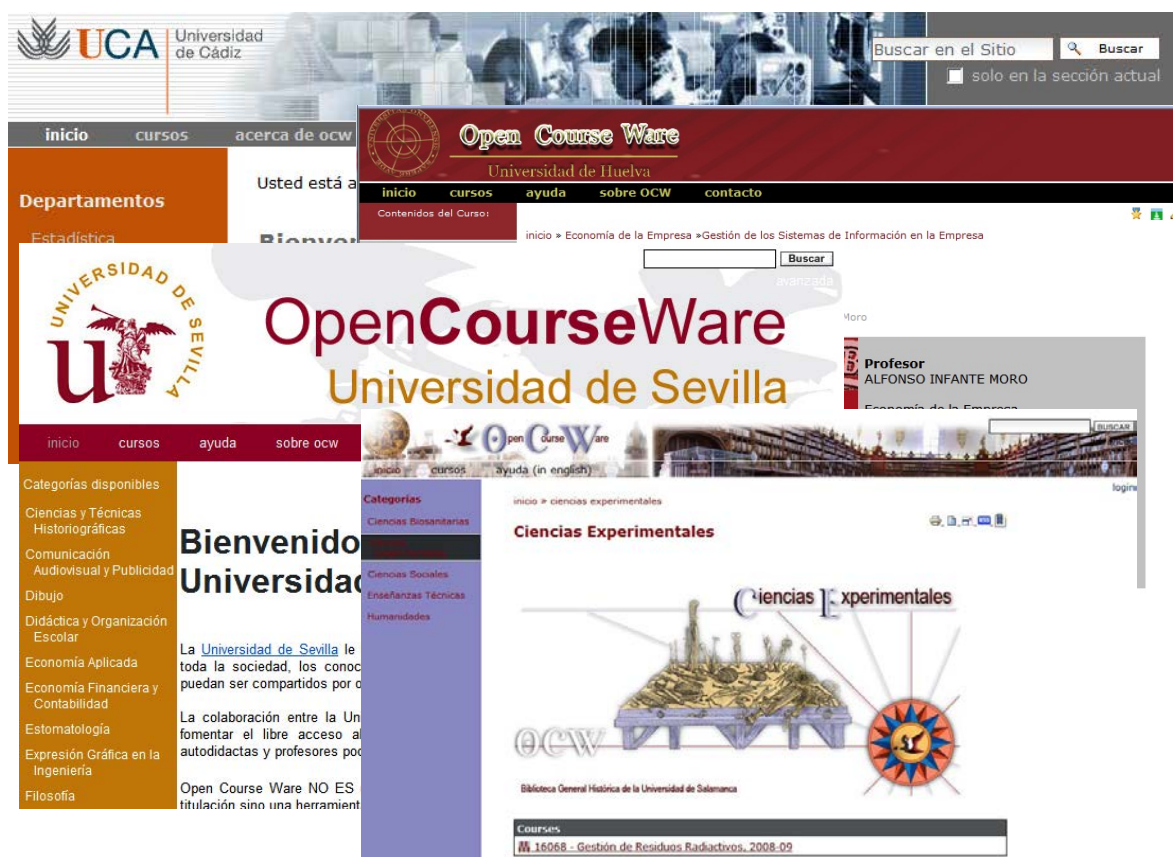 UCA
Universidad
de Cádiz
Buscar en el Sitio
Buscar
solo en la sección actual
inicio cursos acerca de ocw
Usted está a
Departamentos
Estadística
Bienven
Open Course Ware
Universidad de Huelva
inicio cursos ayuda sobre OCW contacto
Contenidos del Curso:
inicio » Economía de la Empresa »Gestión de los Sistemas de Información en la Empresa
Buscar
avanzada
Moro
Profesor
ALFONSO INFANTE MORO
Economía de la Empresa
UNIVERSIDAD DE SEVILLA
OpenCourseWare
Universidad de Sevilla
inicio cursos ayuda sobre ocw
Categorías disponibles
Ciencias y Técnicas
Historiográficas
Comunicación
Audiovisual y Publicidad
Dibujo
Didáctica y Organización
Escolar
Economía Aplicada
Economía Financiera y
Contabilidad
Estomatología
Expresión Gráfica en la
Ingeniería
Filosofía
Bienvenido
Universidad
La Universidad de Sevilla le
toda la sociedad, los conoc
puedan ser compartidos por o
La colaboración entre la Un
fomentar el libre acceso al
autodidactas y profesores pod
Open Course Ware NO ES
titulación sino una herramient
Open Course Ware
BUSCAR
inicio cursos ayuda (in english)
login
Categorías
Ciencias Biosanitarias
Ciencias Sociales
Enseñanzas Técnicas
Humanidades
inicio » ciencias experimentales
Ciencias Experimentales
Ciencias Experimentales
OCW
Biblioteca General Histórica de la Universidad de Salamanca
Courses
16068 - Gestión de Residuos Radiactivos, 2008-09